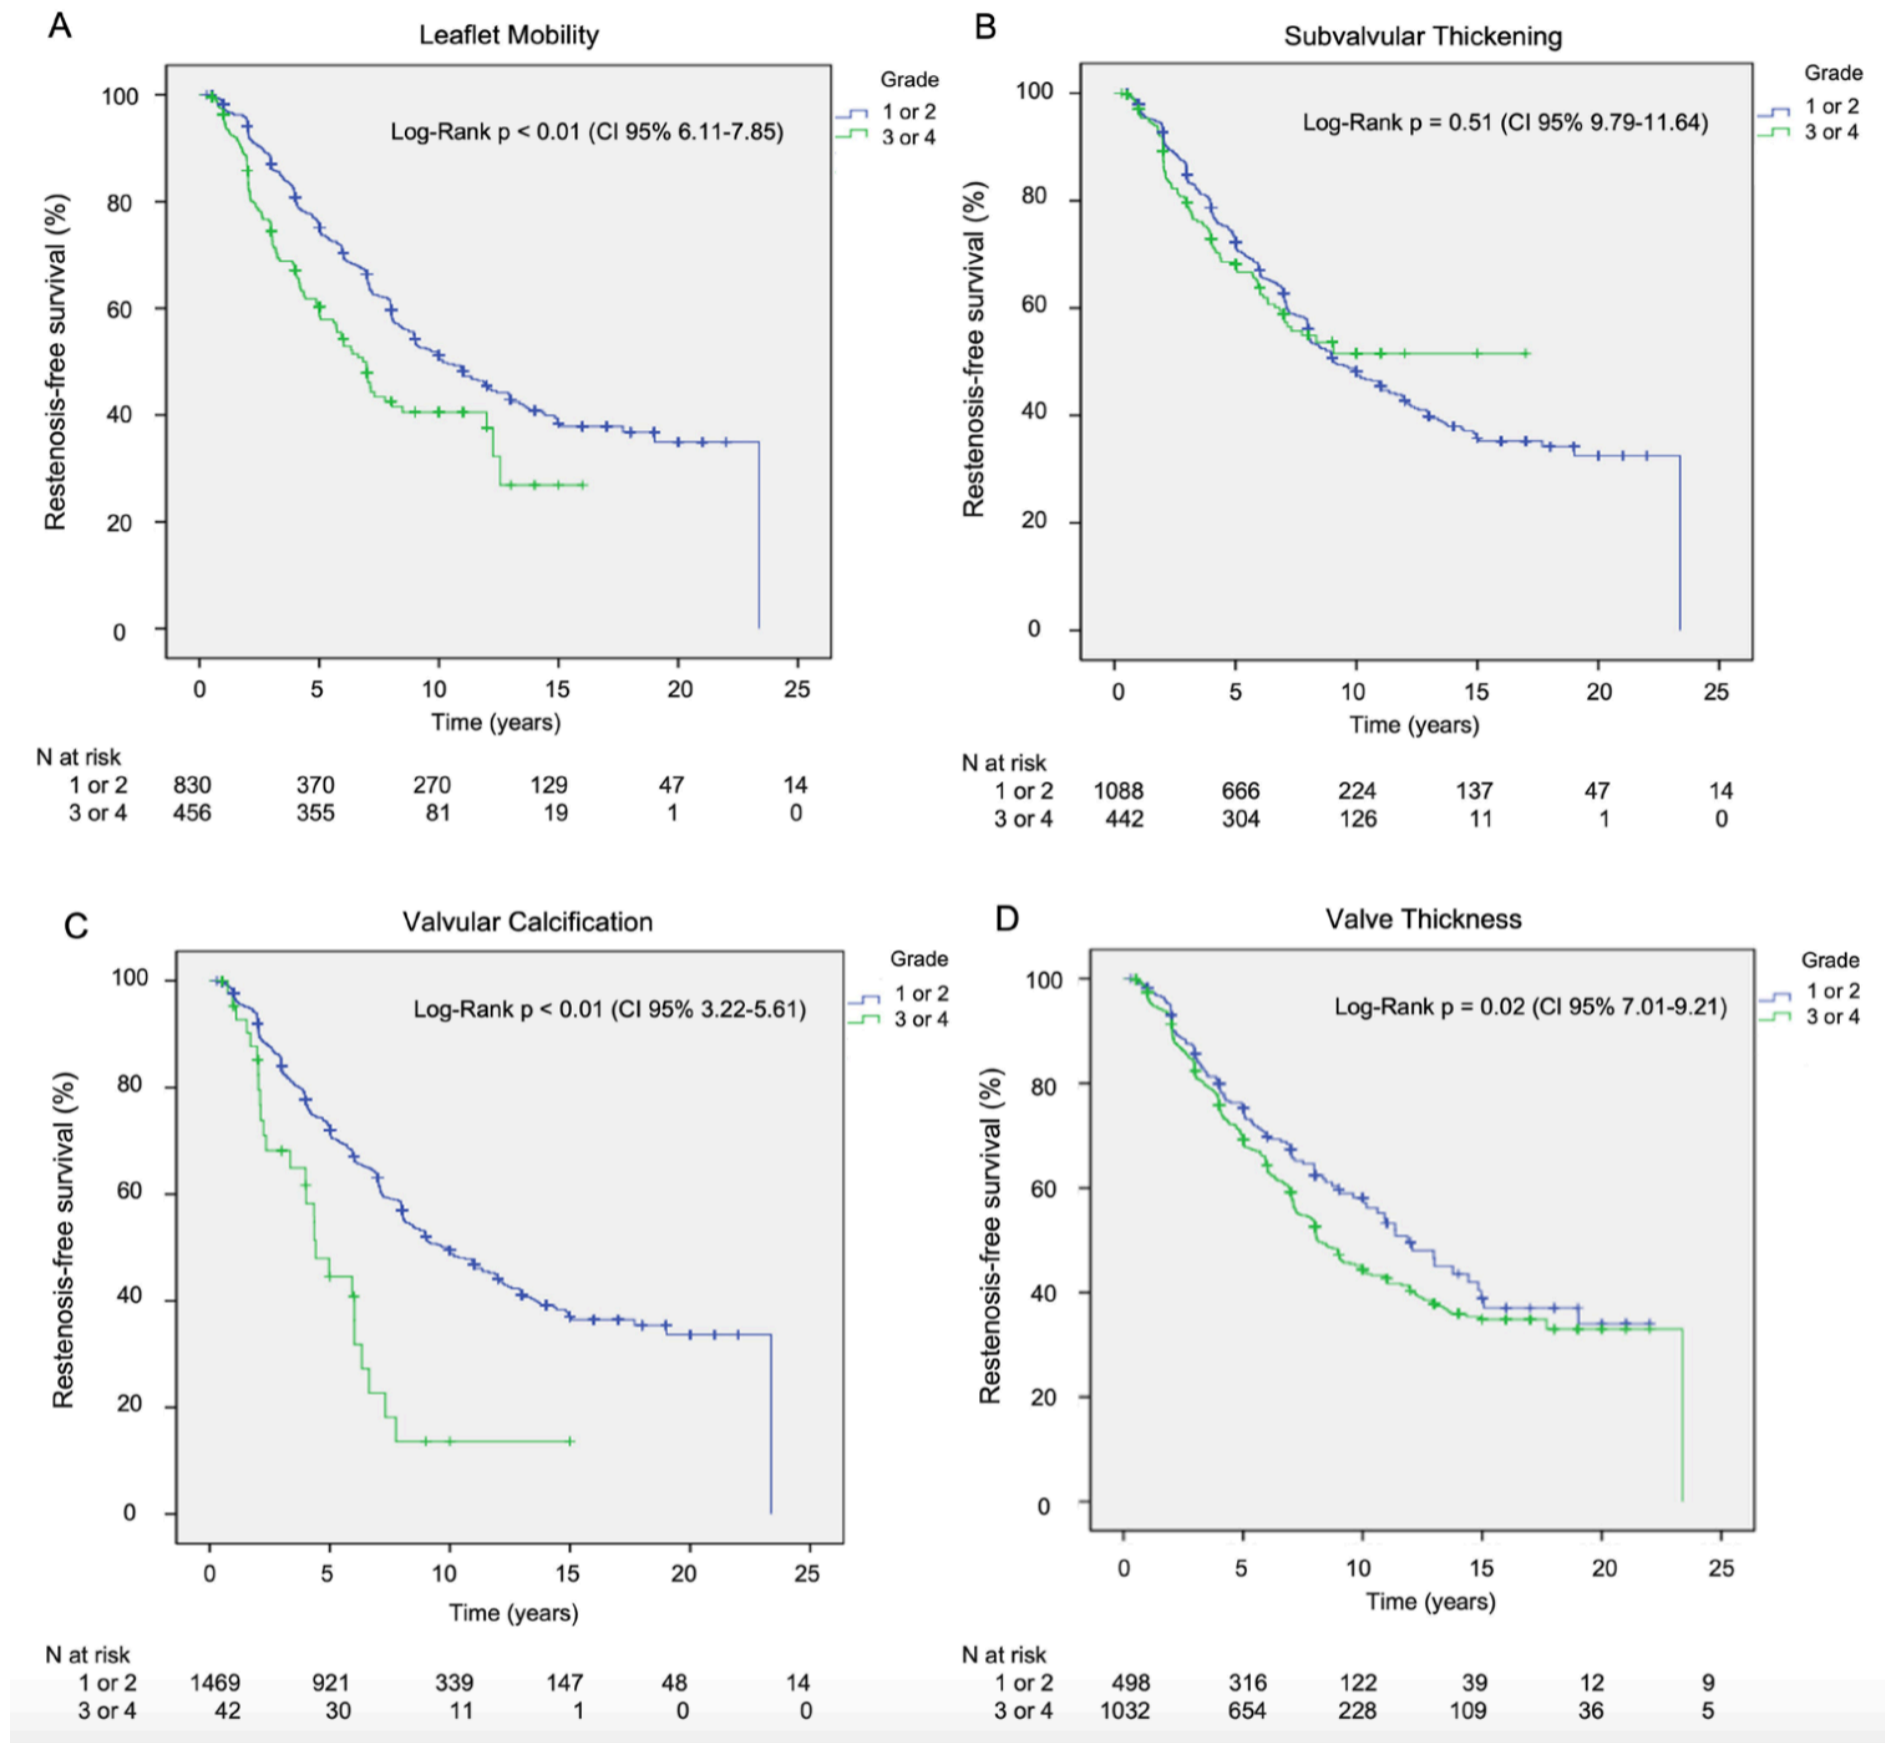 A
Leaflet Mobility
Grade
1 or 2
3 or 4
Log-Rank p < 0.01 (CI 95% 6.11-7.85)
Restenosis-free survival (%)
100
80
60
40
20
0
0 5 10 15 20 25
Time (years)
N at risk
1 or 2 830 370 270 129 47 14
3 or 4 456 355 81 19 1 0
B
Subvalvular Thickening
Grade
1 or 2
3 or 4
Log-Rank p = 0.51 (CI 95% 9.79-11.64)
Restenosis-free survival (%)
100
80
60
40
20
0
0 5 10 15 20 25
Time (years)
N at risk
1 or 2 1088 666 224 137 47 14
3 or 4 442 304 126 11 1 0
C
Valvular Calcification
Grade
1 or 2
3 or 4
Log-Rank p < 0.01 (CI 95% 3.22-5.61)
Restenosis-free survival (%)
100
80
60
40
20
0
0 5 10 15 20 25
Time (years)
N at risk
1 or 2 1469 921 339 147 48 14
3 or 4 42 30 11 1 0 0
D
Valve Thickness
Grade
1 or 2
3 or 4
Log-Rank p = 0.02 (CI 95% 7.01-9.21)
Restenosis-free survival (%)
100
80
60
40
20
0
0 5 10 15 20 25
Time (years)
N at risk
1 or 2 498 316 122 39 12 9
3 or 4 1032 654 228 109 36 5